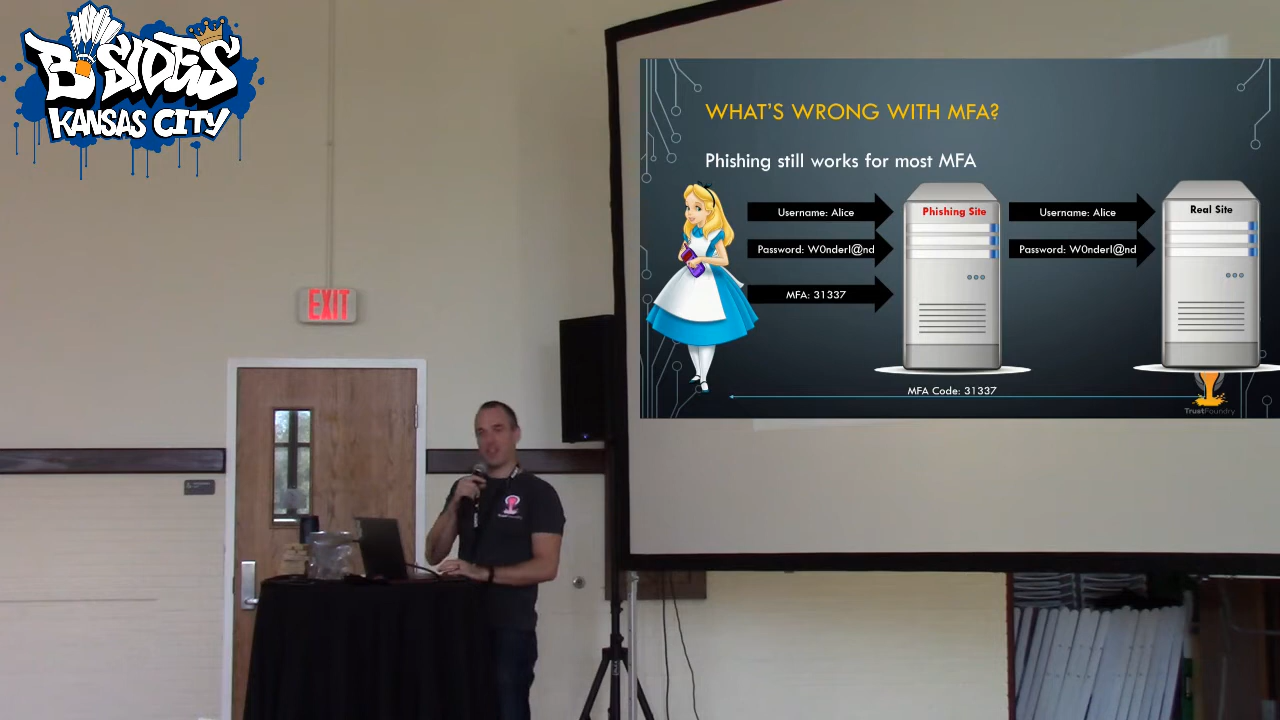 B·SIDES
KANSAS CITY
EXIT
WHAT'S WRONG WITH MFA?
Phishing still works for most MFA
Username: Alice
Phishing Site
Username: Alice
Real Site
Password: W0nderl@nd
Password: W0nderl@nd
MFA: 31337
MFA Code: 31337
TrustFoundry